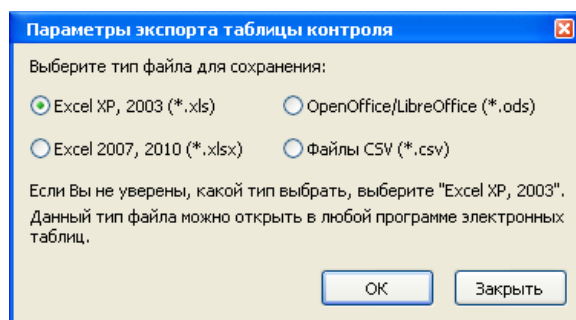 Параметры экспорта таблицы контроля
Выберите тип файла для сохранения:
Excel XP, 2003 (*.xls)
OpenOffice/LibreOffice (*.ods)
Excel 2007, 2010 (*.xlsx)
Файлы CSV (*.csv)
Если Вы не уверены, какой тип выбрать, выберите "Excel XP, 2003".
Данный тип файла можно открыть в любой программе электронных
таблиц.
ОК
Закрыть